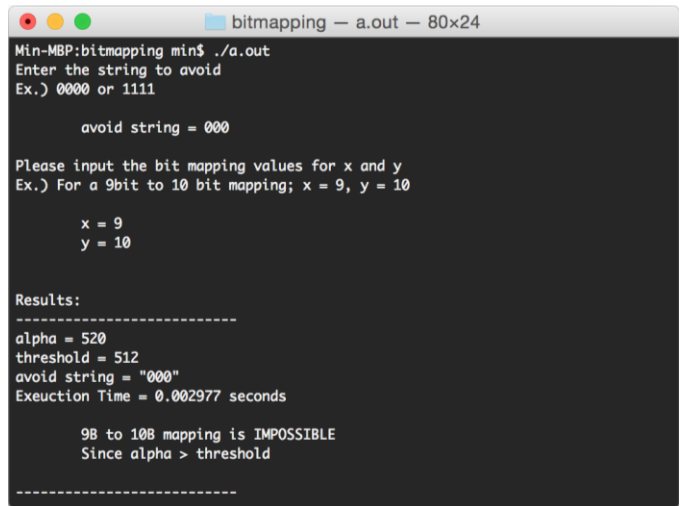 bitmapping — a.out — 80×24
Min-MBP:bitmapping min$ ./a.out
Enter the string to avoid
Ex.) 0000 or 1111
avoid string = 000
Please input the bit mapping values for x and y
Ex.) For a 9bit to 10 bit mapping; x = 9, y = 10
x = 9
y = 10
Results:
---------------------------
alpha = 520
threshold = 512
avoid string = "000"
Exeuction Time = 0.002977 seconds
9B to 10B mapping is IMPOSSIBLE
Since alpha > threshold
---------------------------